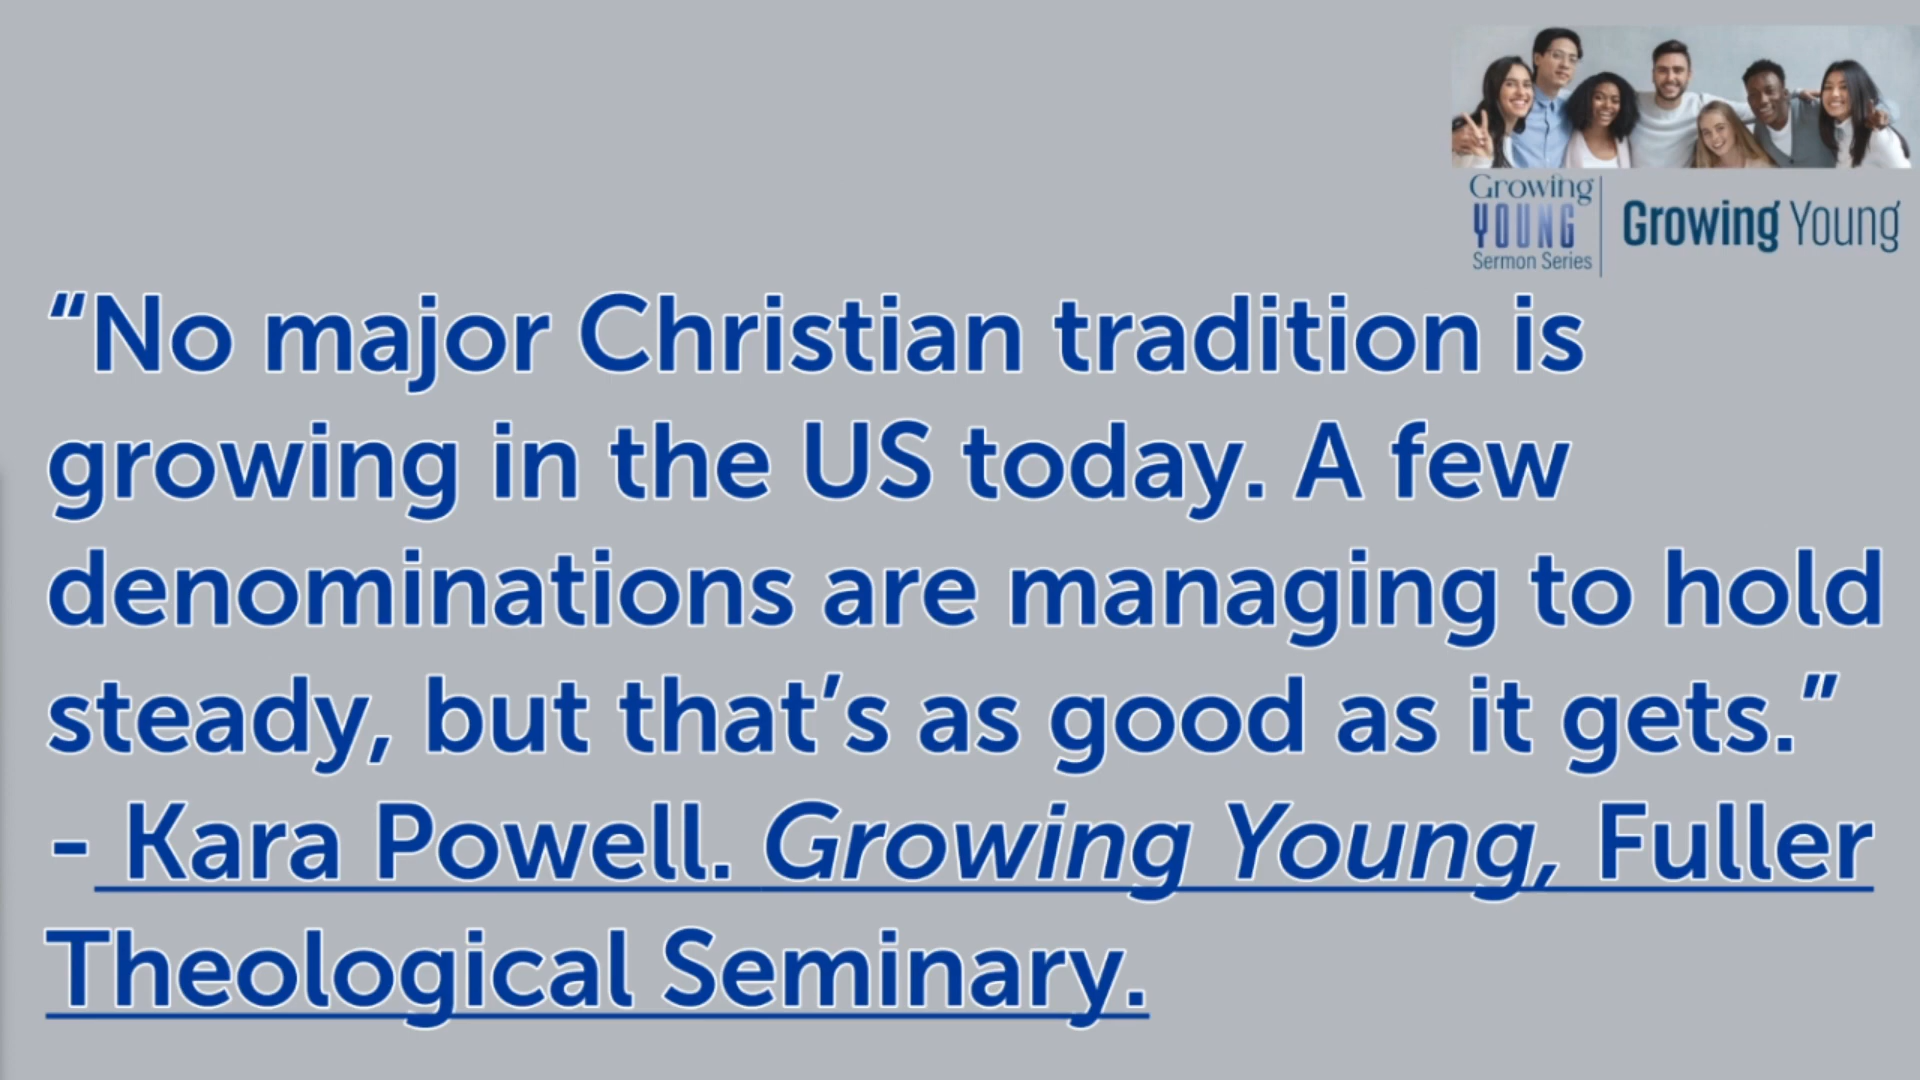 Growing
YOUNG
Sermon Series
Growing Young
“No major Christian tradition is
growing in the US today. A few
denominations are managing to hold
steady, but that’s as good as it gets.”
- Kara Powell. Growing Young, Fuller
Theological Seminary.